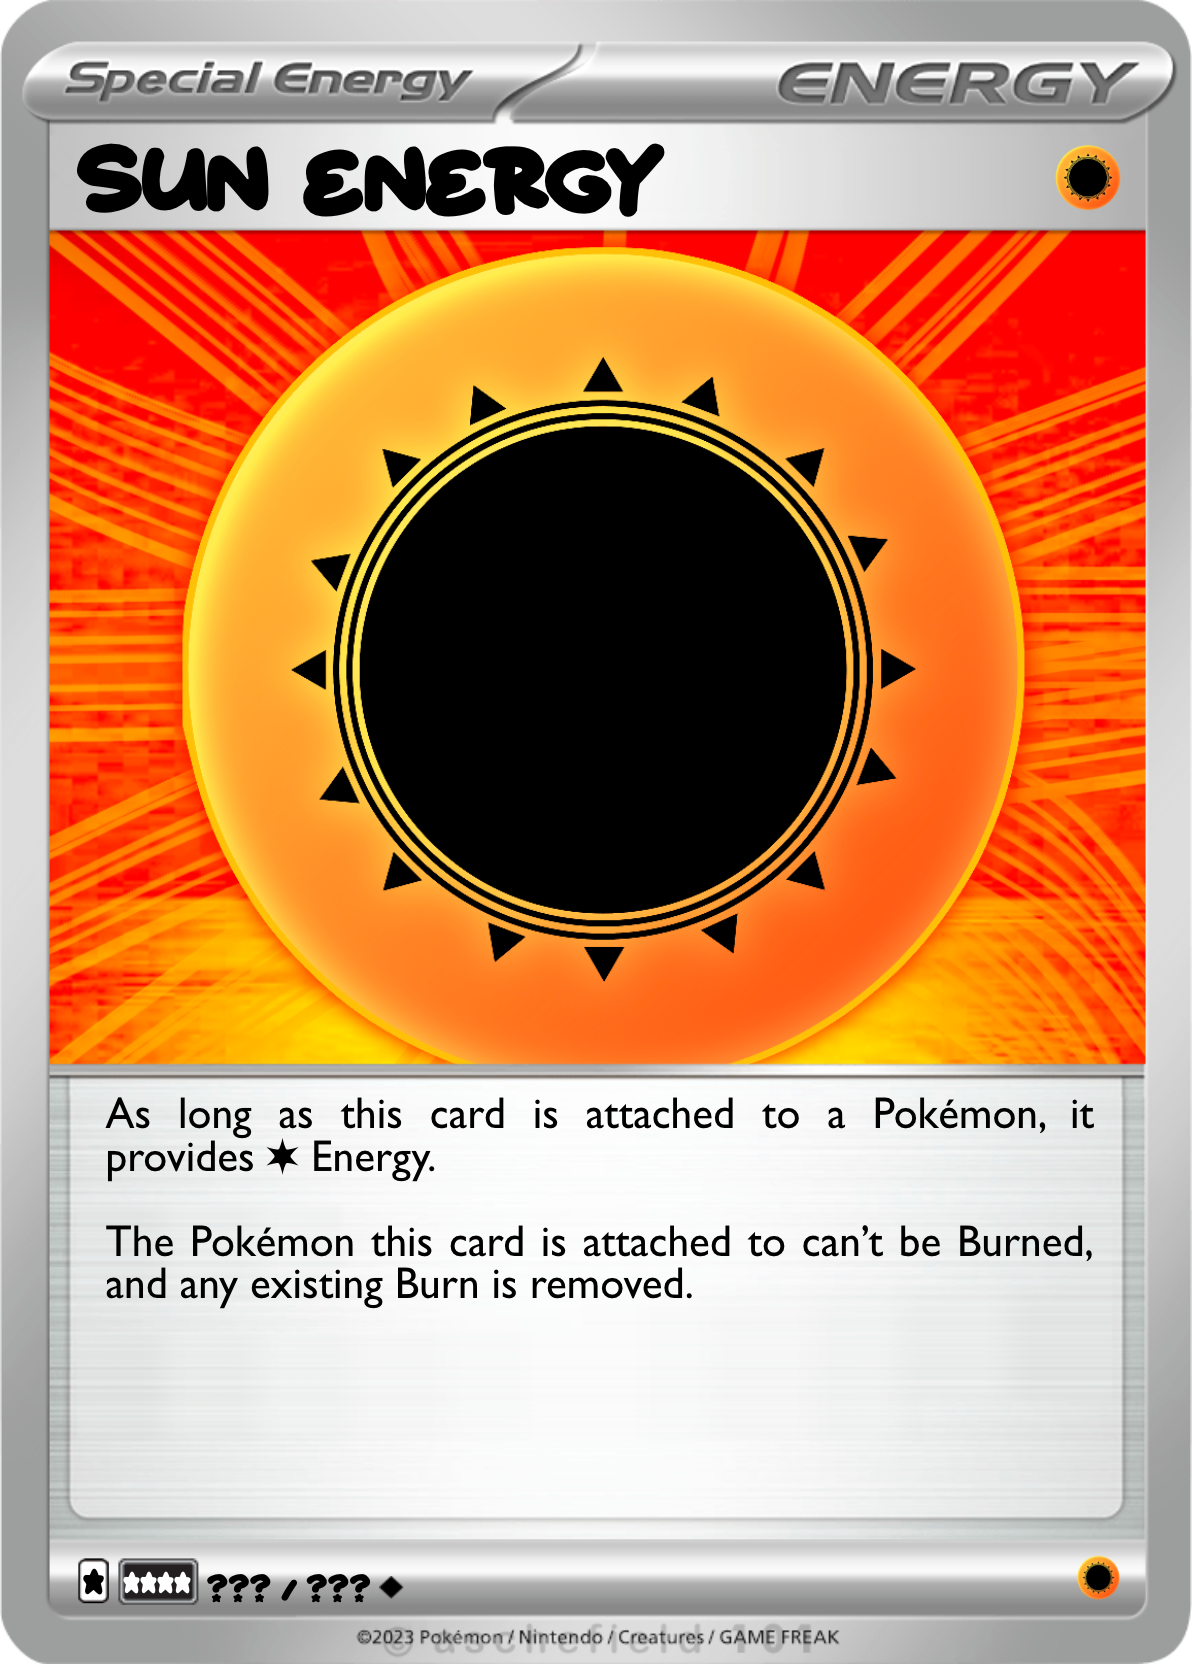 Special Energy
ENERGY
SUN ENERGY
As long as this card is attached to a Pokémon, it
provides ✶ Energy.
The Pokémon this card is attached to can't be Burned,
and any existing Burn is removed.
??? / ???
©2023 Pokémon / Nintendo / Creatures / GAME FREAK